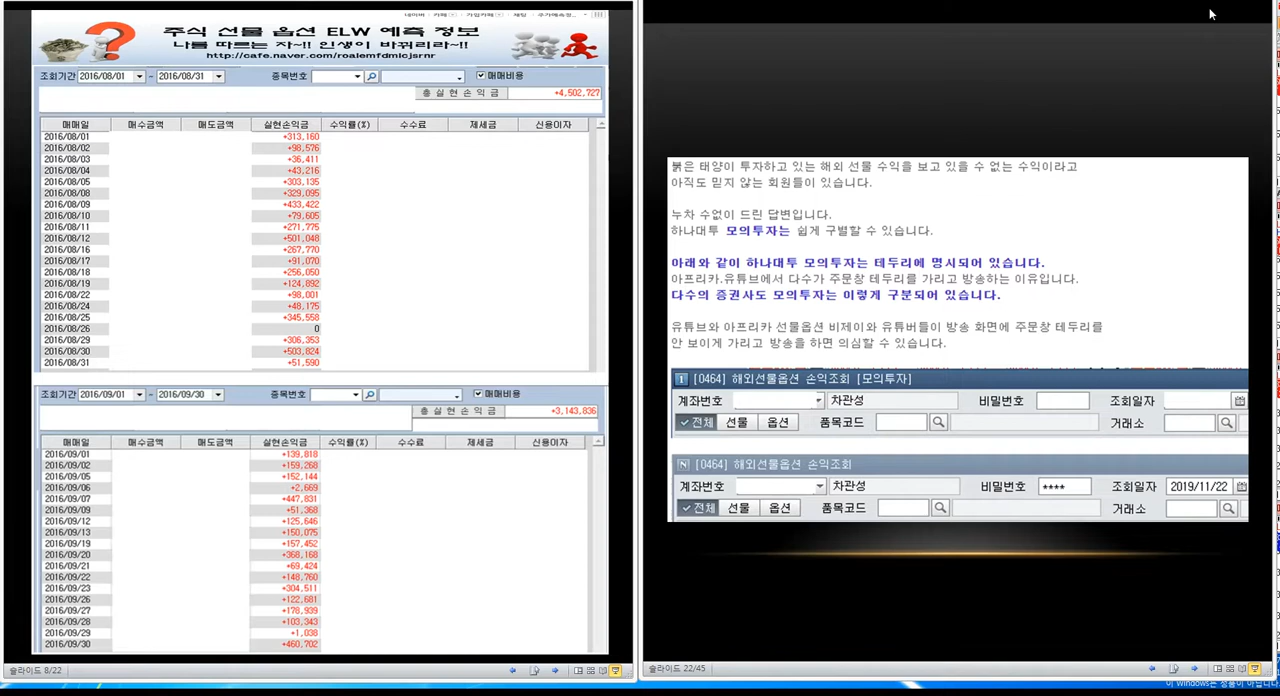 주식 선물 옵션 ELW 예측 정보
나를 따르는 자~!! 인생이 바뀌리라~!!
http://cafe.naver.com/roalemfdmlcjsrnr
조회기간 2016/08/01 - 2016/08/31 종목번호 매매비용
총 실 현 손 익 금 +4,502,727
매매일 매수금액 매도금액 실현손익금 수익률(%) 수수료 제세금 신용이자
2016/08/01 +313,160
2016/08/02 +98,576
2016/08/03 +36,411
2016/08/04 +43,216
2016/08/05 +303,135
2016/08/08 +329,095
2016/08/09 +433,422
2016/08/10 +79,605
2016/08/11 +271,775
2016/08/12 +501,048
2016/08/16 +267,770
2016/08/17 +91,070
2016/08/18 +256,050
2016/08/19 +124,892
2016/08/22 +98,001
2016/08/24 +48,175
2016/08/25 +345,558
2016/08/26 0
2016/08/29 +306,353
2016/08/30 +503,824
2016/08/31 +51,590
조회기간 2016/09/01 - 2016/09/30 종목번호 매매비용
총 실 현 손 익 금 +3,143,836
매매일 매수금액 매도금액 실현손익금 수익률(%) 수수료 제세금 신용이자
2016/09/01 +139,818
2016/09/02 +159,268
2016/09/05 +152,144
2016/09/06 +2,669
2016/09/07 +447,831
2016/09/09 +51,368
2016/09/12 +125,646
2016/09/13 +150,075
2016/09/19 +157,452
2016/09/20 +368,168
2016/09/21 +69,424
2016/09/22 +148,760
2016/09/23 +304,511
2016/09/26 +122,681
2016/09/27 +178,939
2016/09/28 +103,343
2016/09/29 +1,038
2016/09/30 +460,702
슬라이드 8/22
붉은 태양이 투자하고 있는 해외 선물 수익을 보고 있을 수 없는 수익이라고
아직도 믿지 않는 회원들이 있습니다.
누차 수없이 드린 답변입니다.
하나대투 모의투자는 쉽게 구별할 수 있습니다.
아래와 같이 하나대투 모의투자는 테두리에 명시되어 있습니다.
아프리카.유튜브에서 다수가 주문창 테두리를 가리고 방송하는 이유입니다.
다수의 증권사도 모의투자는 이렇게 구분되어 있습니다.
유튜브와 아프리카 선물옵션 비제이와 유튜버들이 방송 화면에 주문창 테두리를
안 보이게 가리고 방송을 하면 의심할 수 있습니다.
1 [0464] 해외선물옵션 손익조회 [모의투자]
계좌번호 차관성 비밀번호 조회일자
전체 선물 옵션 품목코드 거래소
N [0464] 해외선물옵션 손익조회
계좌번호 차관성 비밀번호 **** 조회일자 2019/11/22
전체 선물 옵션 품목코드 거래소
슬라이드 22/45
이 Windows는 정품이 아닙니다.